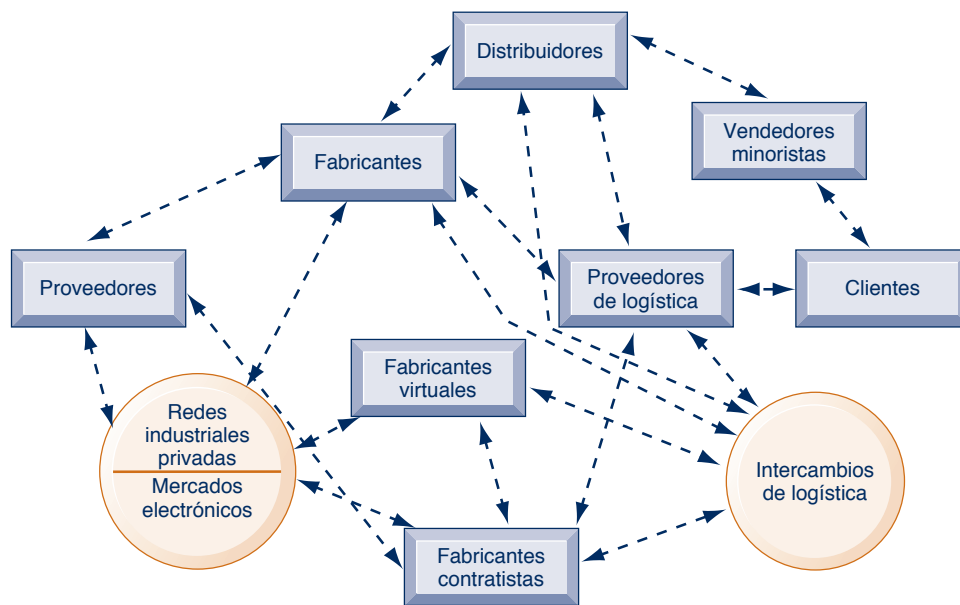 Distribuidores
Vendedores
minoristas
Fabricantes
Proveedores
Proveedores
de logística
Clientes
Fabricantes
virtuales
Redes
industriales
privadas
Mercados
electrónicos
Intercambios
de logística
Fabricantes
contratistas